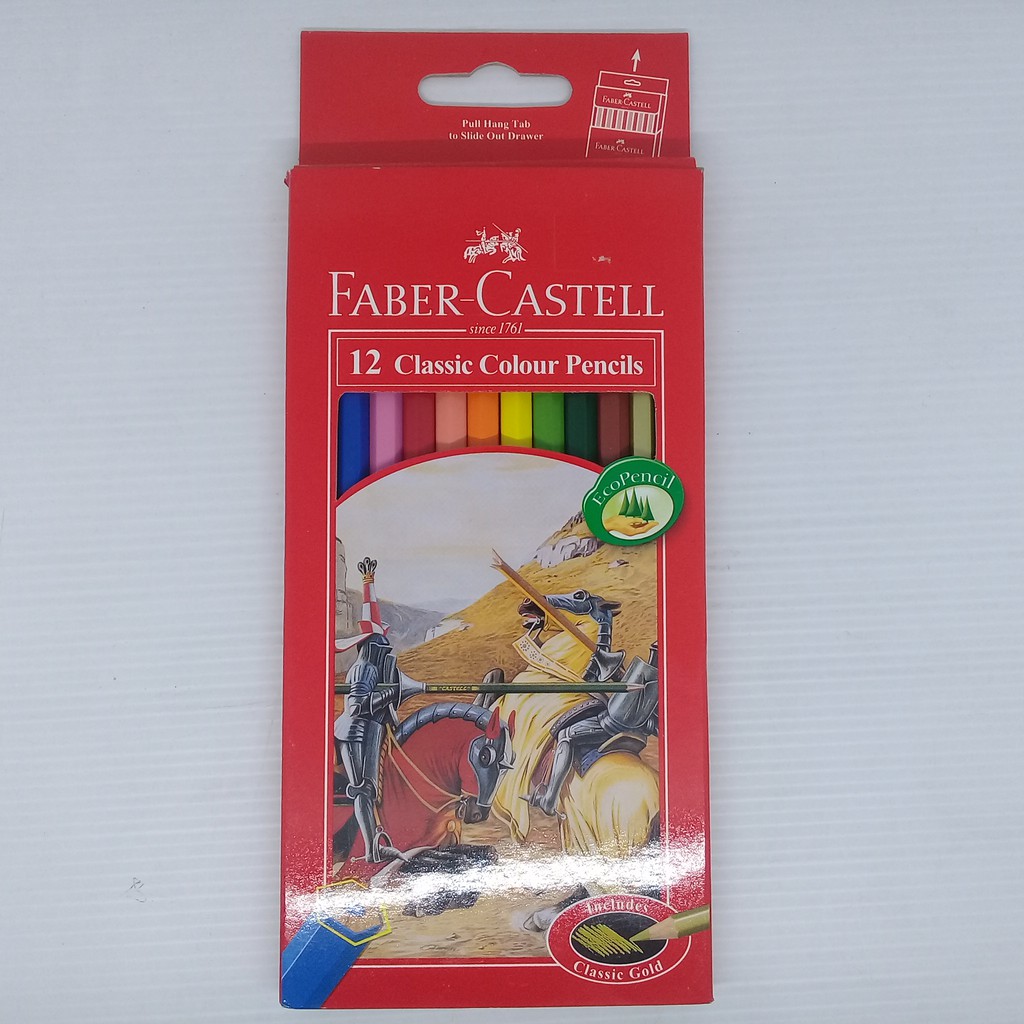 Pull Hang Tab
to Slide Out Drawer
FABER-CASTELL
FABER CASTELL
FABER-CASTELL
since 1761
12 Classic Colour Pencils
EcoPencil
"CASTELL"
Includes
Classic Gold